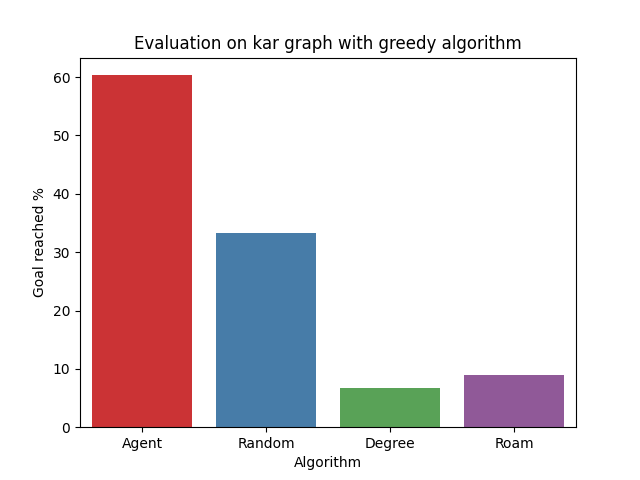 Evaluation on kar graph with greedy algorithm
Goal reached %
60
50
40
30
20
10
0
Agent Random Degree Roam
Algorithm